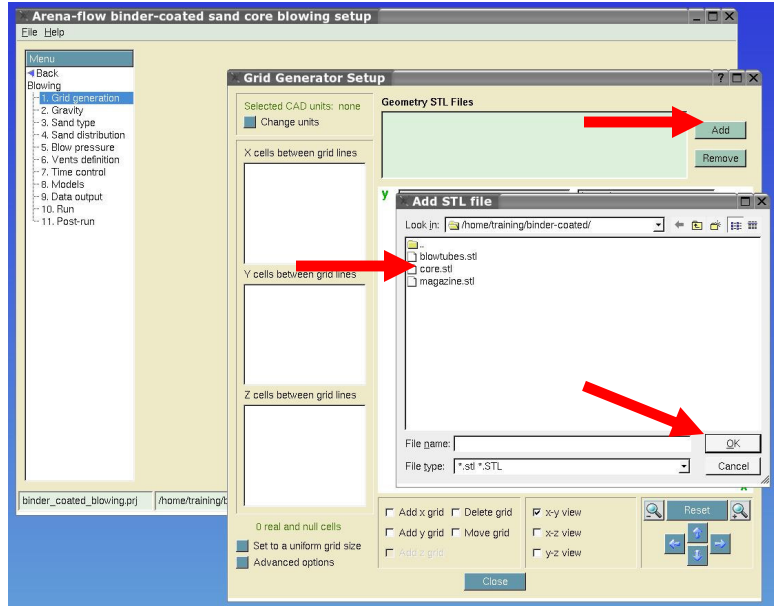 Arena-flow binder-coated sand core blowing setup
File Help
Menu
Back
Blowing
1. Grid generation
2. Gravity
3. Sand type
4. Sand distribution
5. Blow pressure
6. Vents definition
7. Time control
8. Models
9. Data output
10. Run
11. Post-run
binder_coated_blowing.prj
/home/training/b
Grid Generator Setup
Selected CAD units: none
Change units
Geometry STL Files
Add
Remove
X cells between grid lines
Y cells between grid lines
Z cells between grid lines
y
Add STL file
Look in: /home/training/binder-coated/
..
blowtubes.stl
core.stl
magazine.stl
File name:
OK
File type: *.stl *.STL
Cancel
0 real and null cells
Set to a uniform grid size
Advanced options
Add x grid Delete grid
Add y grid Move grid
Add z grid
x-y view
x-z view
y-z view
Reset
Close